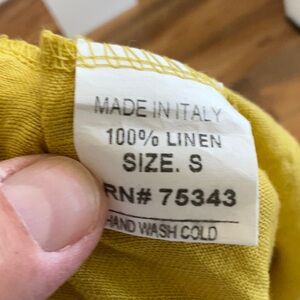 MADE IN ITALY
100% LINEN
SIZE. S
RN# 75343
HAND WASH COLD